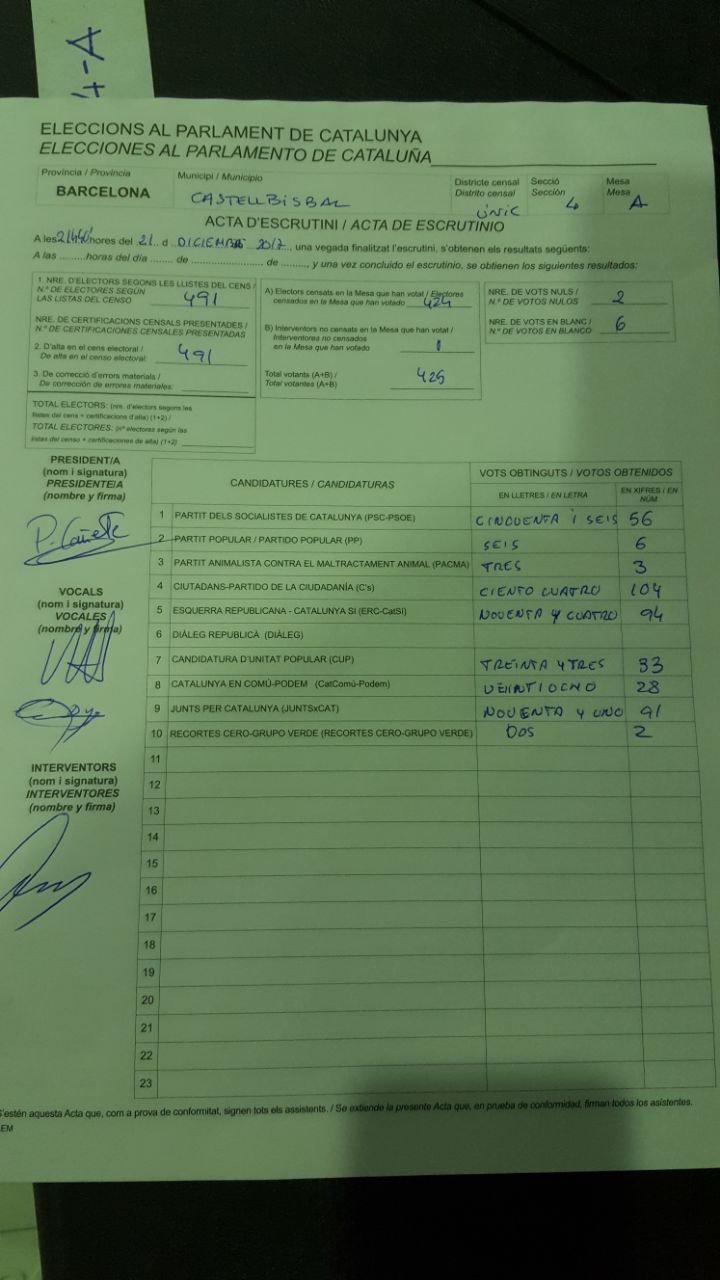 4-A
ELECCIONS AL PARLAMENT DE CATALUNYA
ELECCIONES AL PARLAMENTO DE CATALUÑA
Província / Provincia
BARCELONA
Municipi / Municipio
CASTELLBISBAL
Districte censal
Distrito censal
ÚNIC
Secció
Sección
4
Mesa
Mesa
A
ACTA D'ESCRUTINI / ACTA DE ESCRUTINIO
A les hores del 21 d DICIEMBRE 2017, una vegada finalitzat l'escrutini, s'obtenen els resultats següents:
A las ........ horas del día ........ de ........ de ........, y una vez concluido el escrutinio, se obtienen los siguientes resultados:
1. NRE. D'ELECTORS SEGONS LES LLISTES DEL CENS /
N.º DE ELECTORES SEGÚN
LAS LISTAS DEL CENSO 491
NRE. DE CERTIFICACIONS CENSALS PRESENTADES /
N.º DE CERTIFICACIONES CENSALES PRESENTADAS
2. D'alta en el cens electoral /
De alta en el censo electoral: 491
3. De correcció d'errors materials /
De corrección de errores materiales:
TOTAL ELECTORS: (nre. d'electors segons les
llistes del cens + certificacions d'alta) (1+2) /
TOTAL ELECTORES: (nº electores según las
listas del censo + certificaciones de alta) (1+2)
A) Electors censats en la Mesa que han votat / Electores
censados en la Mesa que han votado 424
B) Interventors no censats en la Mesa que han votat /
Interventores no censados
en la Mesa que han votado 1
Total votants (A+B) /
Total votantes (A+B) 425
NRE. DE VOTS NULS /
N.º DE VOTOS NULOS 2
NRE. DE VOTS EN BLANC /
N.º DE VOTOS EN BLANCO 6
PRESIDENT/A
(nom i signatura)
PRESIDENTE/A
(nombre y firma)
P. Cañete
VOCALS
(nom i signatura)
VOCALES
(nombre y firma)
INTERVENTORS
(nom i signatura)
INTERVENTORES
(nombre y firma)
CANDIDATURES / CANDIDATURAS
VOTS OBTINGUTS / VOTOS OBTENIDOS
EN LLETRES / EN LETRA
EN XIFRES / EN NÚM
1 PARTIT DELS SOCIALISTES DE CATALUNYA (PSC-PSOE) CINCUENTA I SEIS 56
2 PARTIT POPULAR / PARTIDO POPULAR (PP) SEIS 6
3 PARTIT ANIMALISTA CONTRA EL MALTRACTAMENT ANIMAL (PACMA) TRES 3
4 CIUTADANS-PARTIDO DE LA CIUDADANÍA (C's) CIENTO CUATRO 104
5 ESQUERRA REPUBLICANA - CATALUNYA SI (ERC-CatSI) NOVENTA Y CUATRO 94
6 DIÀLEG REPUBLICÀ (DIÀLEG)
7 CANDIDATURA D'UNITAT POPULAR (CUP) TREINTA Y TRES 33
8 CATALUNYA EN COMÚ-PODEM (CatComú-Podem) VEINTIOCHO 28
9 JUNTS PER CATALUNYA (JUNTSxCAT) NOVENTA Y UNO 91
10 RECORTES CERO-GRUPO VERDE (RECORTES CERO-GRUPO VERDE) DOS 2
11
12
13
14
15
16
17
18
19
20
21
22
23
S'estén aquesta Acta que, com a prova de conformitat, signen tots els assistents. / Se extiende la presente Acta que, en prueba de conformidad, firman todos los asistentes.
EM